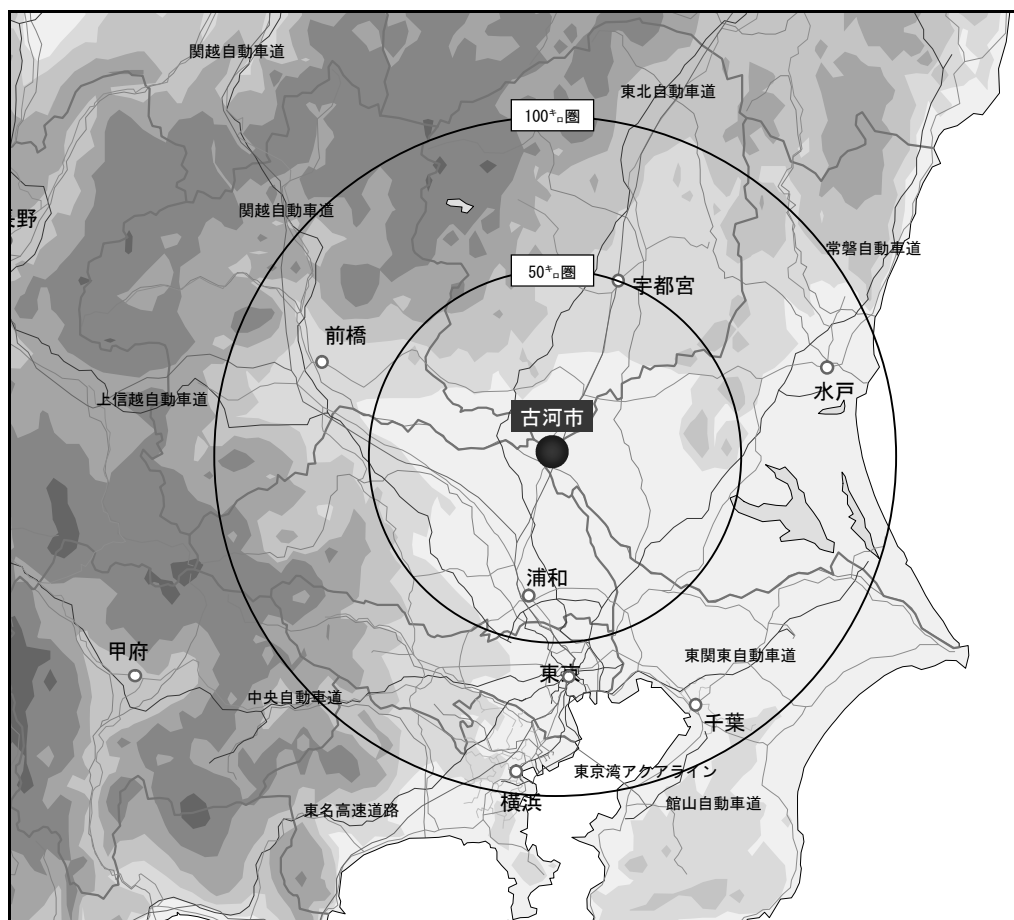 関越自動車道
東北自動車道
100㌔圏
関越自動車道
長野
常磐自動車道
50㌔圏
宇都宮
前橋
水戸
上信越自動車道
古河市
浦和
甲府
東京
東関東自動車道
中央自動車道
千葉
東京湾アクアライン
横浜
館山自動車道
東名高速道路